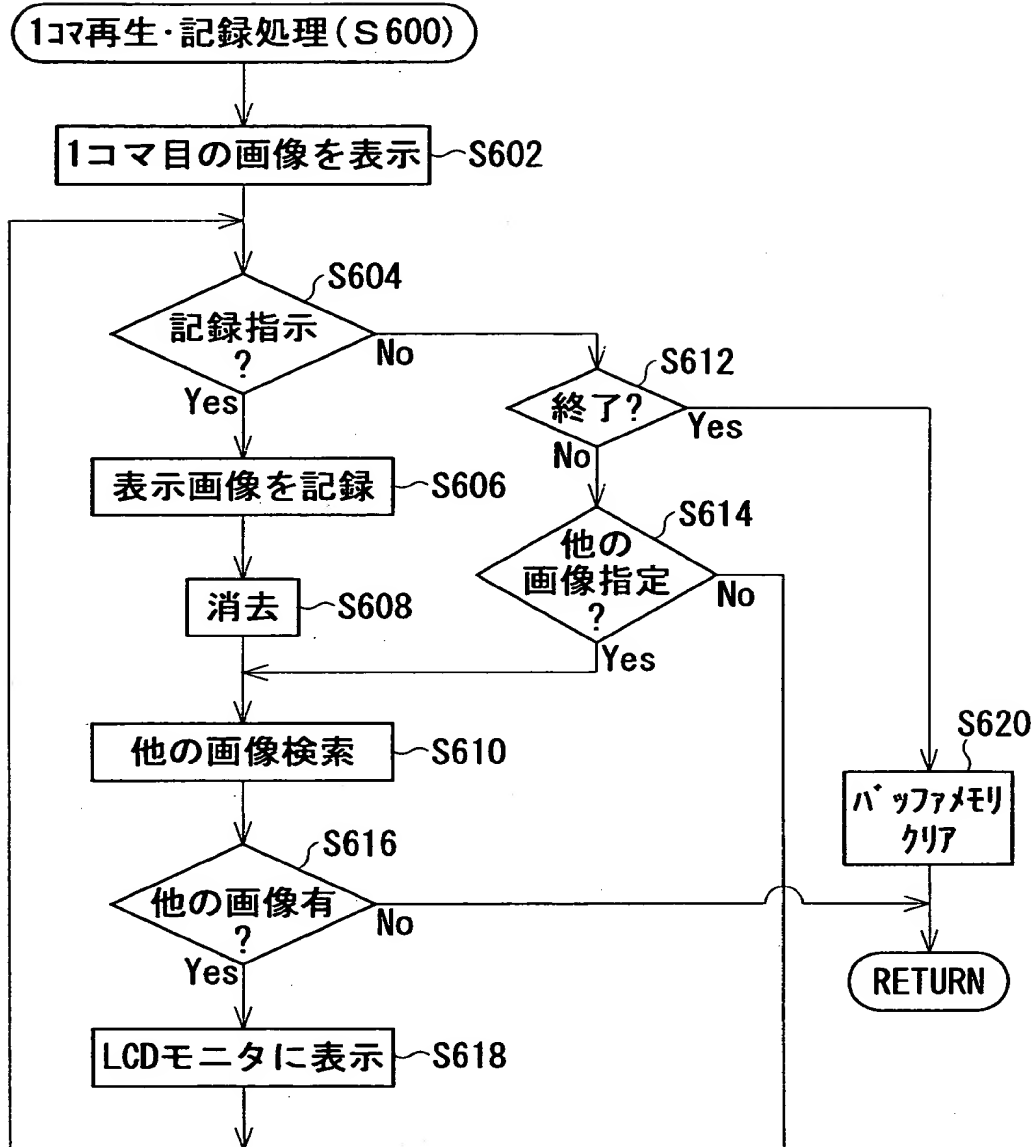 1コマ再生・記録処理(S600)
1コマ目の画像を表示
S602
S604
記録指示
?
No
Yes
S612
終了?
Yes
No
表示画像を記録
S606
S614
他の
画像指定
?
No
Yes
消去
S608
他の画像検索
S610
S620
バッファメモリ
クリア
S616
他の画像有
?
No
Yes
RETURN
LCDモニタに表示
S618